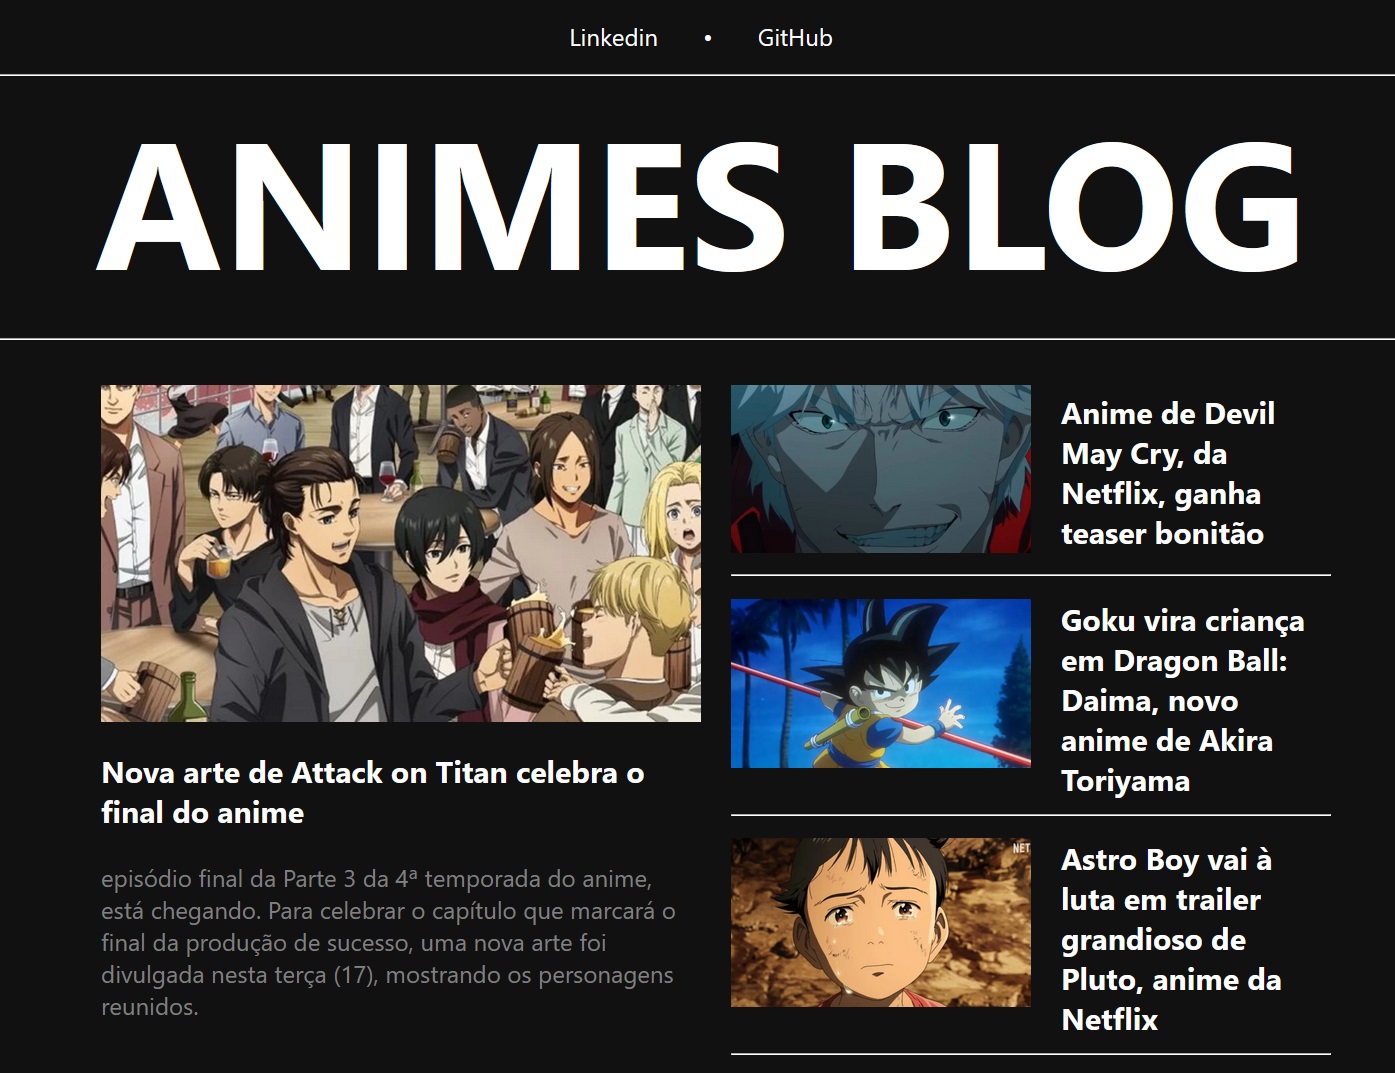 Linkedin • GitHub
ANIMES BLOG
Nova arte de Attack on Titan celebra o
final do anime
episódio final da Parte 3 da 4ª temporada do anime,
está chegando. Para celebrar o capítulo que marcará o
final da produção de sucesso, uma nova arte foi
divulgada nesta terça (17), mostrando os personagens
reunidos.
Anime de Devil
May Cry, da
Netflix, ganha
teaser bonitão
Goku vira criança
em Dragon Ball:
Daima, novo
anime de Akira
Toriyama
NET
Astro Boy vai à
luta em trailer
grandioso de
Pluto, anime da
Netflix